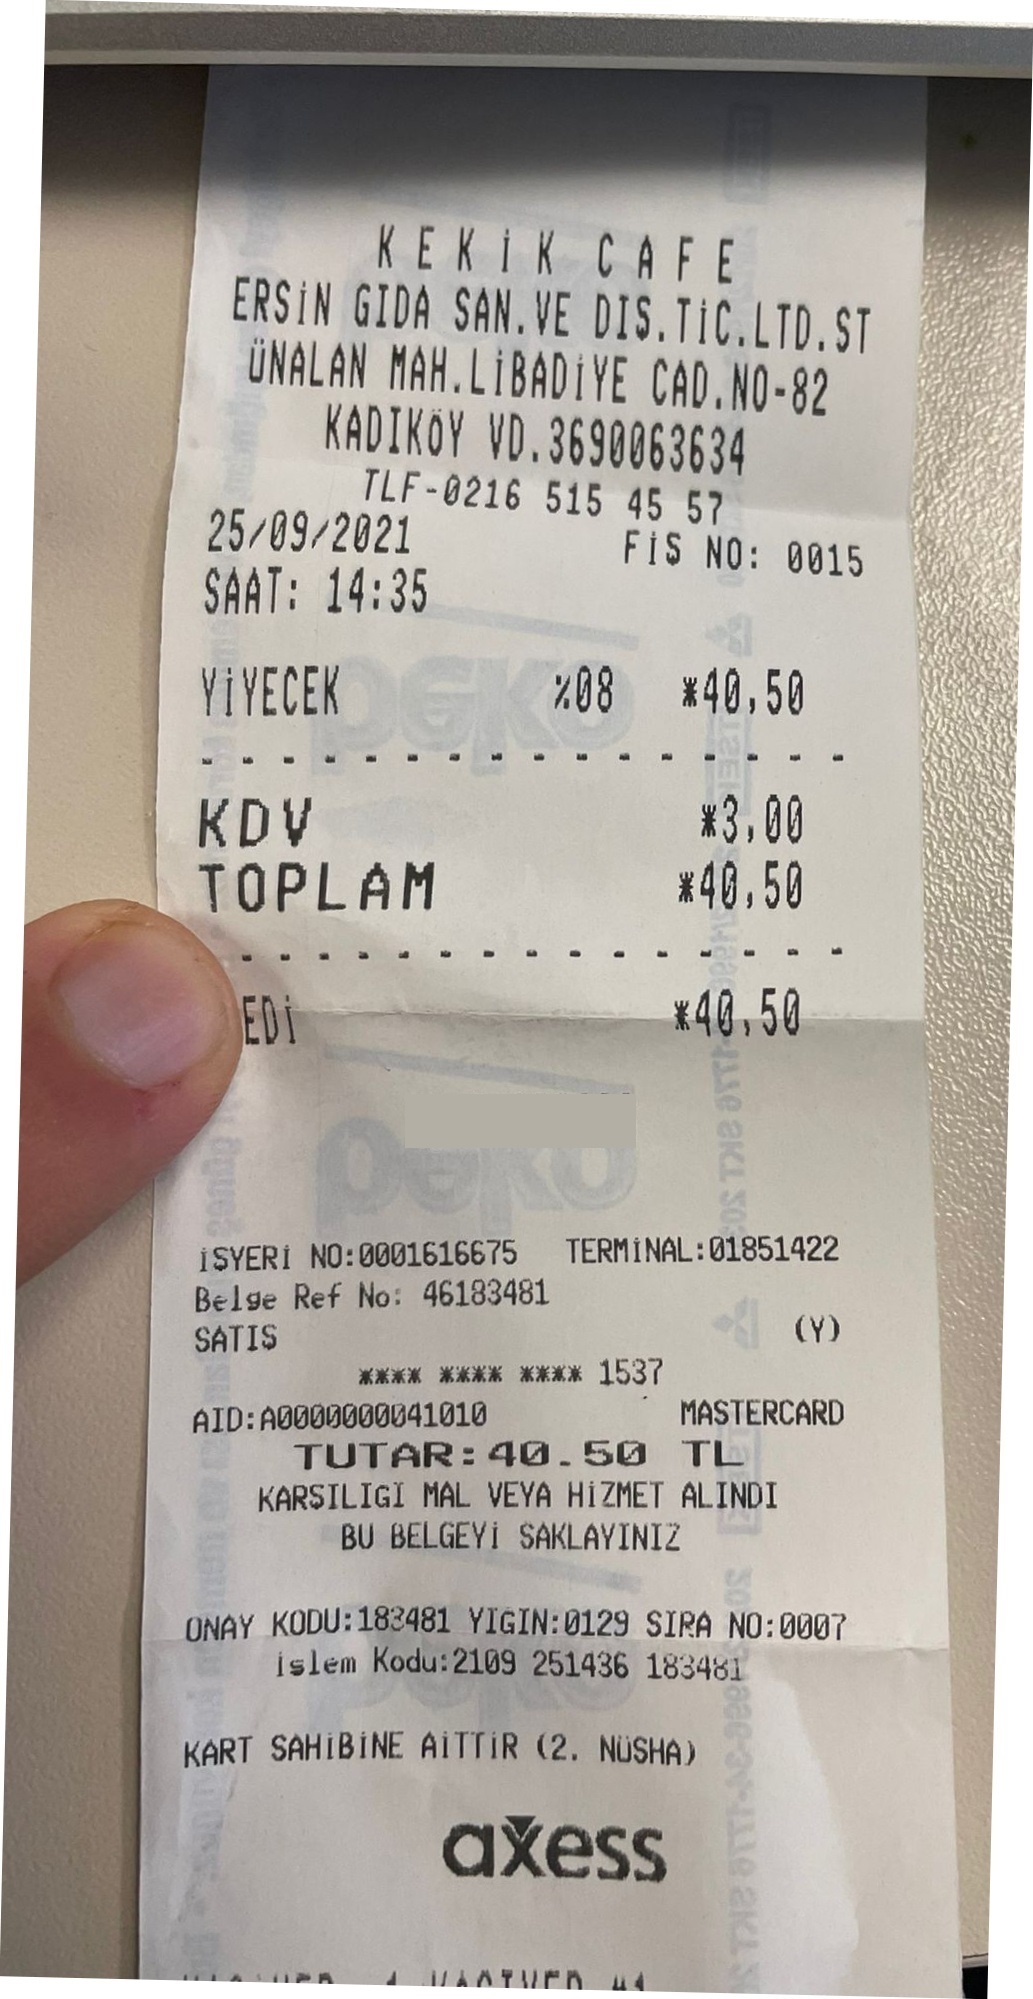 KEKİK CAFE
ERSİN GIDA SAN.VE DIS.TİC.LTD.ST
ÜNALAN MAH.LİBADİYE CAD.NO-82
KADIKÖY VD.3690063634
TLF-0216 515 45 57
25/09/2021 FİS NO: 0015
SAAT: 14:35
YİYECEK %08 *40,50
KDV *3,00
TOPLAM *40,50
EDİ *40,50
İSYERİ NO:0001616675 TERMİNAL:01851422
Belge Ref No: 46183481
SATIS (Y)
**** **** **** 1537
AID:A0000000041010 MASTERCARD
TUTAR:40.50 TL
KARSILIGI MAL VEYA HİZMET ALINDI
BU BELGEYİ SAKLAYINIZ
ONAY KODU:183481 YIGIN:0129 SIRA NO:0007
İslem Kodu:2109 251436 183481
KART SAHİBİNE AİTTİR (2. NÜSHA)
axess